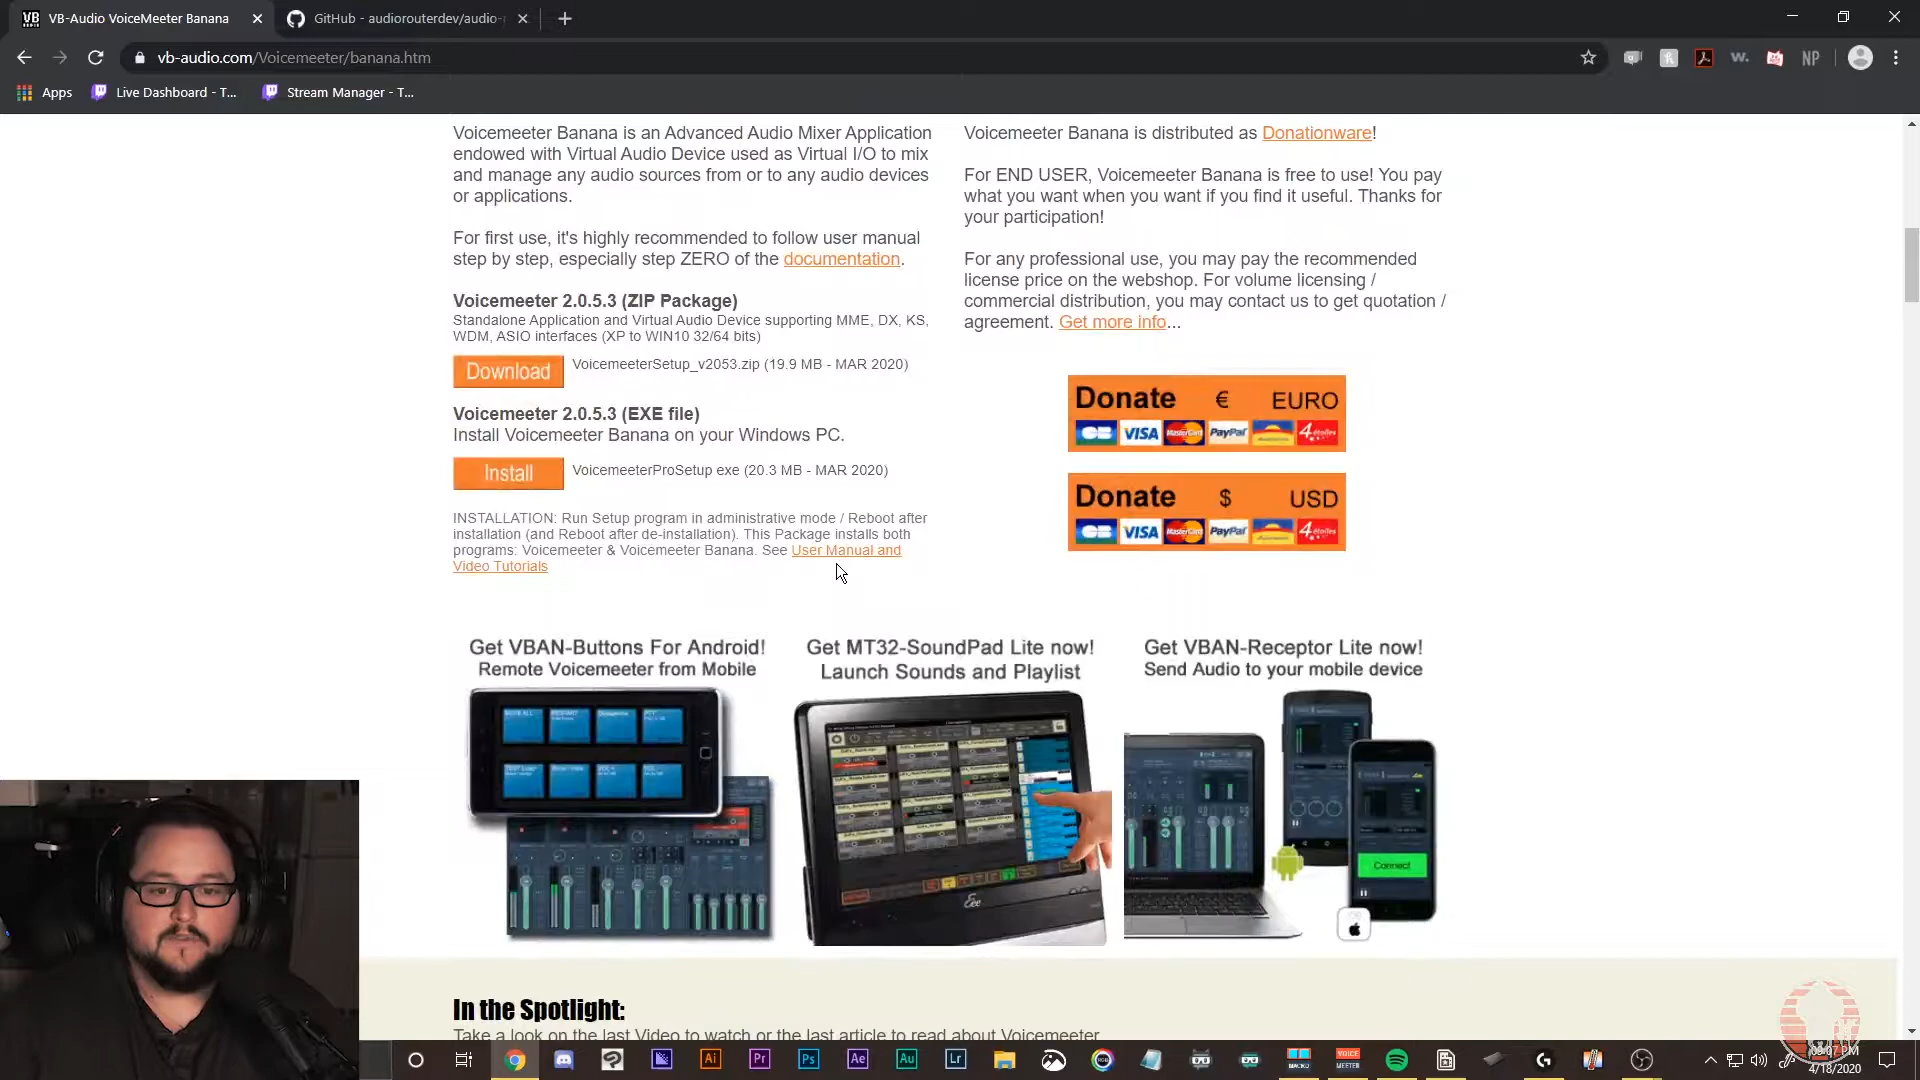 VB-Audio VoiceMeeter Banana
GitHub - audiorouterdev/audio-
vb-audio.com/Voicemeeter/banana.htm
Apps
Live Dashboard - T...
Stream Manager - T...
Voicemeeter Banana is an Advanced Audio Mixer Application
endowed with Virtual Audio Device used as Virtual I/O to mix
and manage any audio sources from or to any audio devices
or applications.
For first use, it's highly recommended to follow user manual
step by step, especially step ZERO of the documentation.
Voicemeeter 2.0.5.3 (ZIP Package)
Standalone Application and Virtual Audio Device supporting MME, DX, KS,
WDM, ASIO interfaces (XP to WIN10 32/64 bits)
Download VoicemeeterSetup_v2053.zip (19.9 MB - MAR 2020)
Voicemeeter 2.0.5.3 (EXE file)
Install Voicemeeter Banana on your Windows PC.
Install VoicemeeterProSetup exe (20.3 MB - MAR 2020)
INSTALLATION: Run Setup program in administrative mode / Reboot after
installation (and Reboot after de-installation). This Package installs both
programs: Voicemeeter & Voicemeeter Banana. See User Manual and
Video Tutorials
Voicemeeter Banana is distributed as Donationware!
For END USER, Voicemeeter Banana is free to use! You pay
what you want when you want if you find it useful. Thanks for
your participation!
For any professional use, you may pay the recommended
license price on the webshop. For volume licensing /
commercial distribution, you may contact us to get quotation /
agreement. Get more info...
Donate € EURO
VISA MasterCard PayPal
Donate $ USD
VISA MasterCard PayPal
Get VBAN-Buttons For Android!
Remote Voicemeeter from Mobile
Get MT32-SoundPad Lite now!
Launch Sounds and Playlist
Get VBAN-Receptor Lite now!
Send Audio to your mobile device
Eee
Connect
In the Spotlight:
Take a look on the last Video to watch or the last article to read about Voicemeeter
4/18/2020